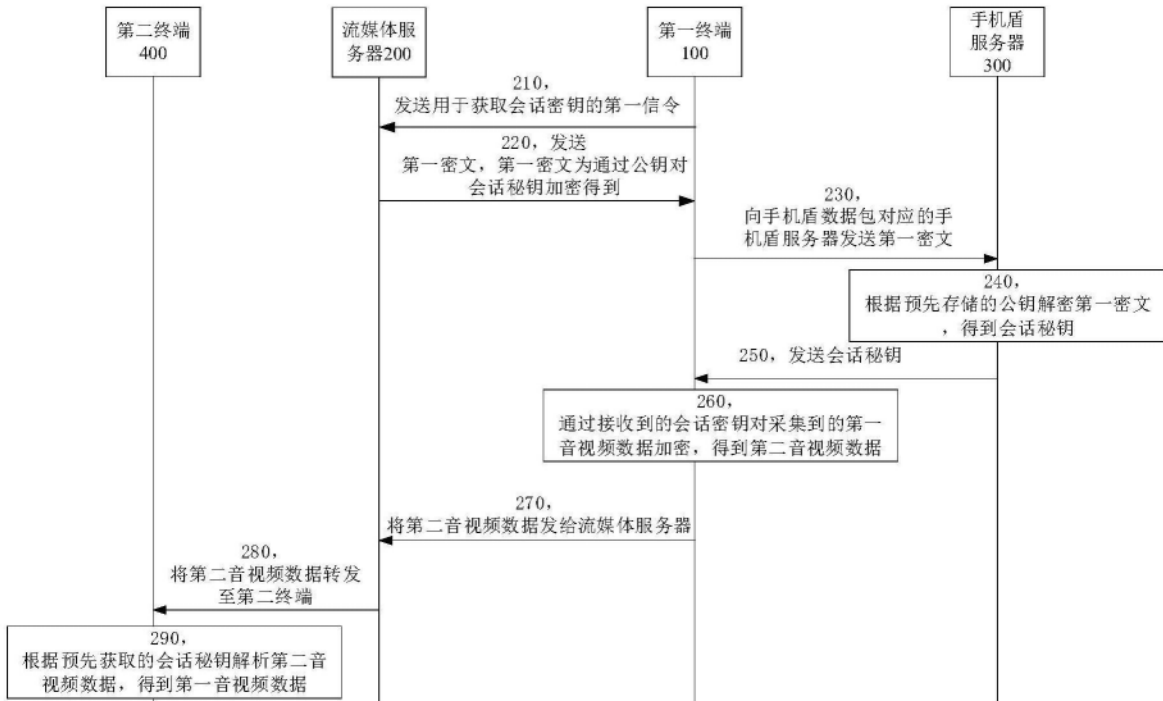 第二终端
400
流媒体服
务器200
第一终端
100
手机盾
服务器
300
210，
发送用于获取会话密钥的第一信令
220，发送
第一密文，第一密文为通过公钥对
会话秘钥加密得到
230，
向手机盾数据包对应的手
机盾服务器发送第一密文
240，
根据预先存储的公钥解密第一密文
，得到会话秘钥
250，发送会话秘钥
260，
通过接收到的会话密钥对采集到的第一
音视频数据加密，得到第二音视频数据
270，
将第二音视频数据发给流媒体服务器
280，
将第二音视频数据转发
至第二终端
290，
根据预先获取的会话秘钥解析第二音
视频数据，得到第一音视频数据